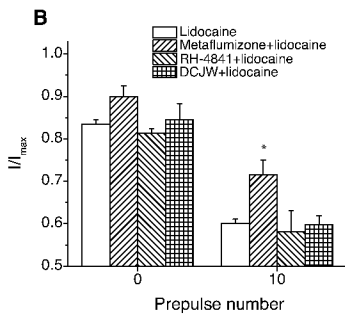 B
Lidocaine
Metaflumizone+lidocaine
RH-4841+lidocaine
DCJW+lidocaine
1.0
0.9
0.8
0.7
0.6
0.5
I/Imax
*
0 10
Prepulse number